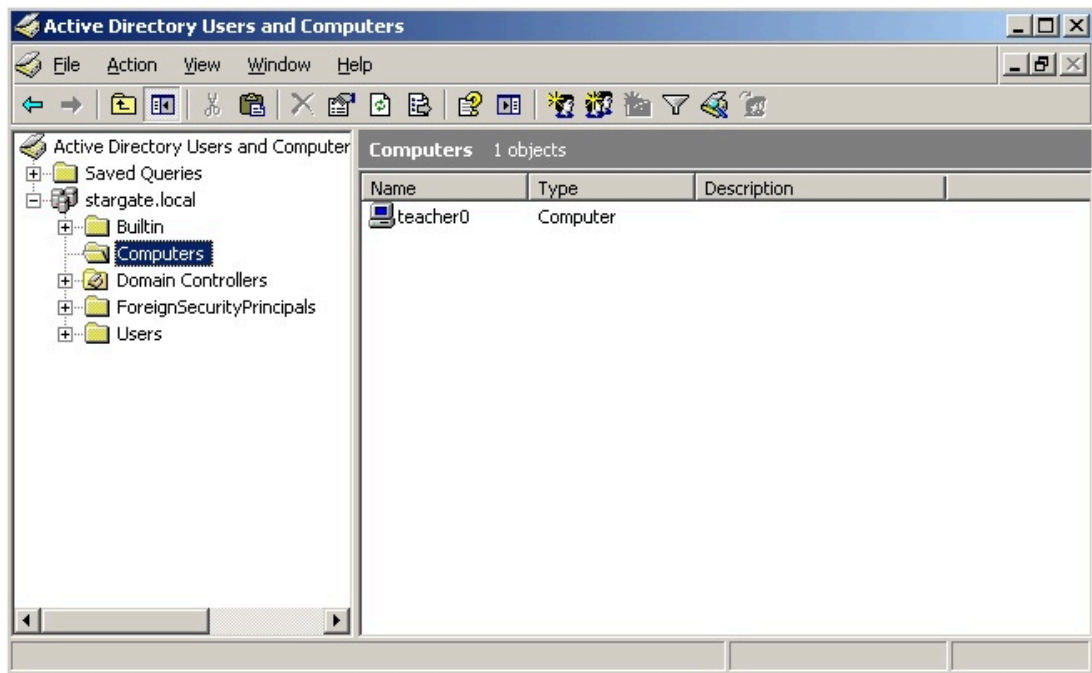 Active Directory Users and Computers
File Action View Window Help
Active Directory Users and Computer
Saved Queries
stargate.local
Builtin
Computers
Domain Controllers
ForeignSecurityPrincipals
Users
Computers 1 objects
Name Type Description
teacher0 Computer